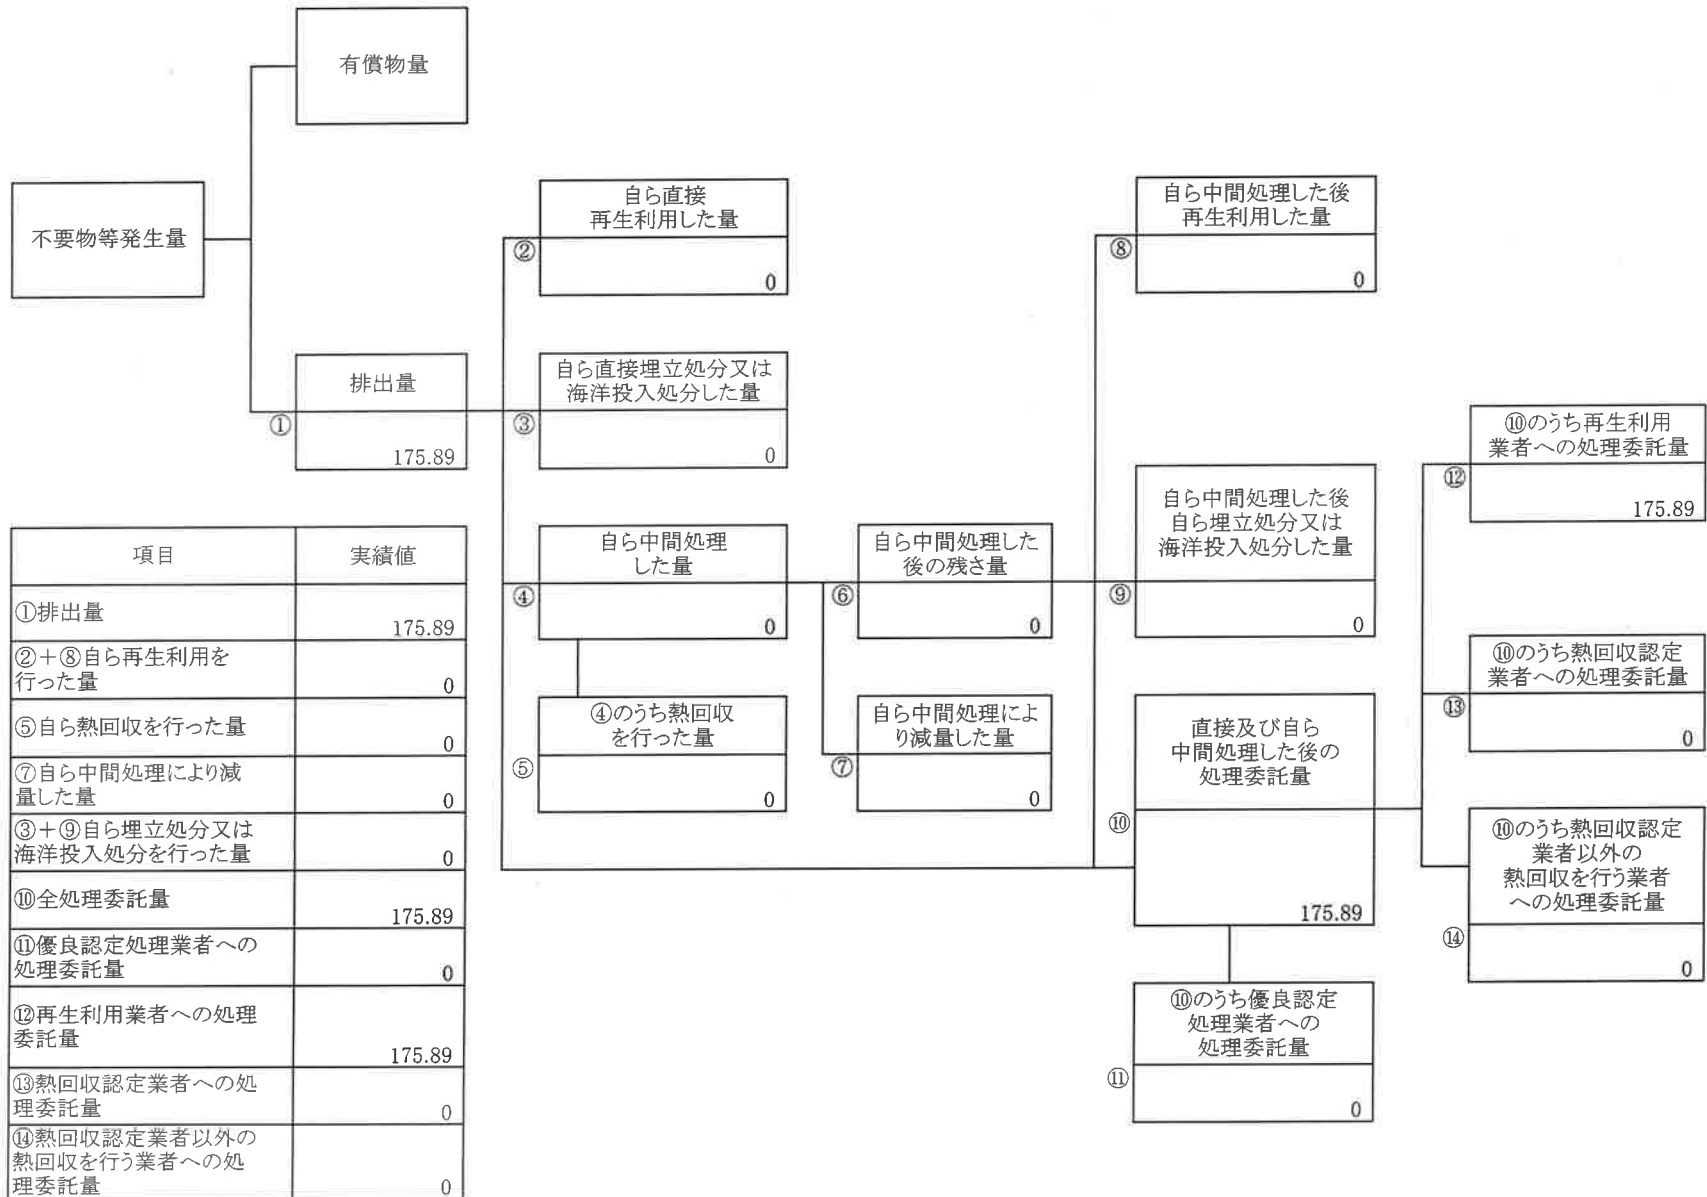 有償物量
不要物等発生量
排出量
①
175.89
自ら直接
再生利用した量
②
0
自ら直接埋立処分又は
海洋投入処分した量
③
0
自ら中間処理
した量
④
0
④のうち熱回収
を行った量
⑤
0
自ら中間処理した
後の残さ量
⑥
0
自ら中間処理によ
り減量した量
⑦
0
自ら中間処理した後
再生利用した量
⑧
0
自ら中間処理した後
自ら埋立処分又は
海洋投入処分した量
⑨
0
直接及び自ら
中間処理した後の
処理委託量
⑩
175.89
⑩のうち優良認定
処理業者への
処理委託量
⑪
0
⑩のうち再生利用
業者への処理委託量
⑫
175.89
⑩のうち熱回収認定
業者への処理委託量
⑬
0
⑩のうち熱回収認定
業者以外の
熱回収を行う業者
への処理委託量
⑭
0
項目 実績値
①排出量
175.89
②+⑧自ら再生利用を
行った量
0
⑤自ら熱回収を行った量
0
⑦自ら中間処理により減
量した量
0
③+⑨自ら埋立処分又は
海洋投入処分を行った量
0
⑩全処理委託量
175.89
⑪優良認定処理業者への
処理委託量
0
⑫再生利用業者への処理
委託量
175.89
⑬熱回収認定業者への処
理委託量
0
⑭熱回収認定業者以外の
熱回収を行う業者への処
理委託量
0